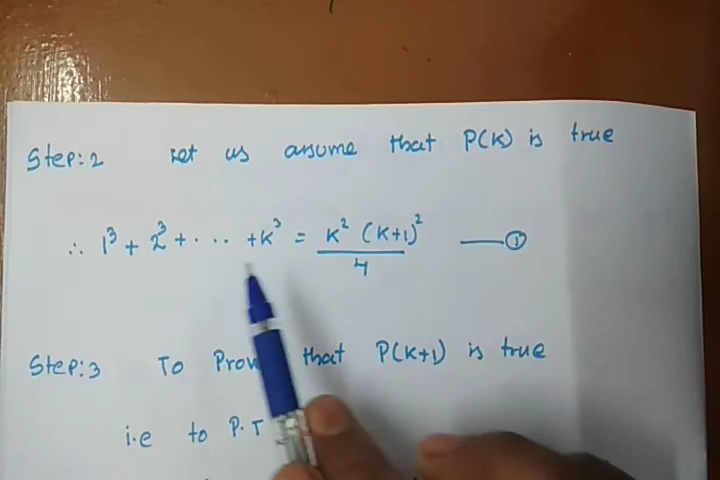 Step:2 Let us assume that P(K) is true
∴ 1³ + 2³ + · · · + K³ = K² (K+1)² / 4 —— ①
Step:3 To Prove that P(K+1) is true
i.e to P.T